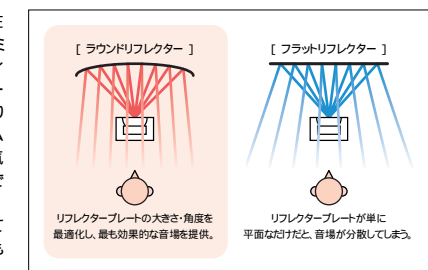 [ ラウンドリフレクター ]
リフレクタープレートの大きさ・角度を
最適化し、最も効果的な音場を提供。
[ フラットリフレクター ]
リフレクタープレートが単に
平面なだけだと、音場が分散してしまう。